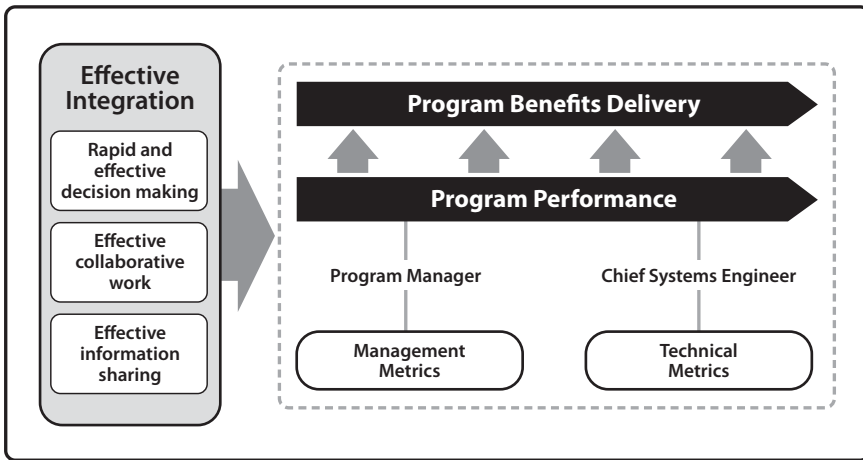 Effective
Integration
Rapid and
effective
decision making
Effective
collaborative
work
Effective
information
sharing
Program Benefits Delivery
Program Performance
Program Manager
Chief Systems Engineer
Management
Metrics
Technical
Metrics